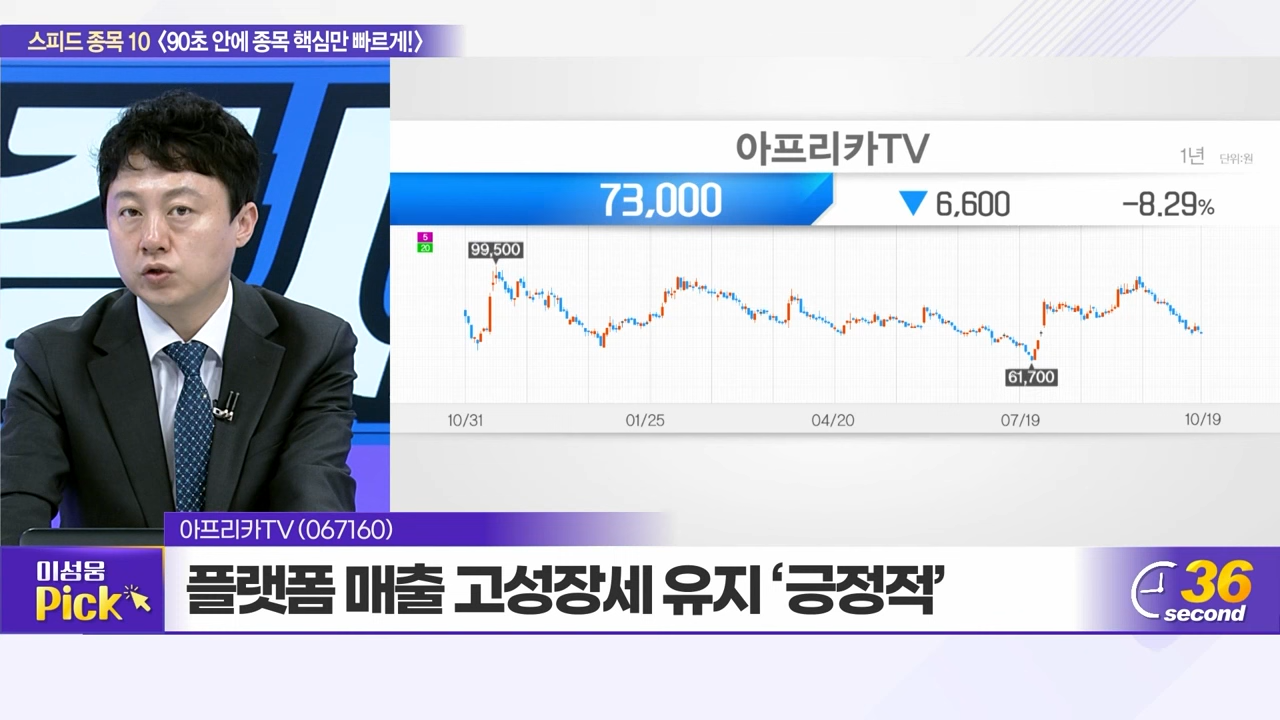 스피드 종목 10 〈90초 안에 종목 핵심만 빠르게!〉
아프리카TV
1년 단위:원
73,000 ▼ 6,600 -8.29%
5
20
99,500
61,700
10/31 01/25 04/20 07/19 10/19
아프리카TV (067160)
이성웅
Pick
플랫폼 매출 고성장세 유지 ‘긍정적’
36
second